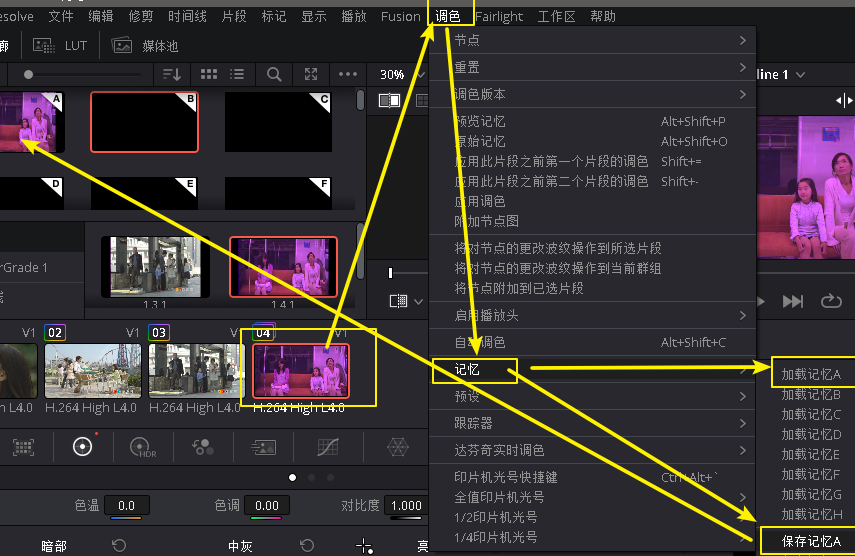 esolve 文件 编辑 修剪 时间线 片段 标记 显示 播放 Fusion 调色 Fairlight 工作区 帮助
廓 LUT 媒体池
30% line 1
A B C
D E F
rGrade 1
1.3.1 1.4.1
V1 02 V1 03 V1 04 V1
H L4.0 H.264 High L4.0 H.264 High L4.0 H.264 High L4.0
HDR
色温 0.0 色调 0.00 对比度 1.000
暗部 中灰 亮
节点
重置
调色版本
预览记忆 Alt+Shift+P
原始记忆 Alt+Shift+O
应用此片段之前第一个片段的调色 Shift+=
应用此片段之前第二个片段的调色 Shift+-
应用调色
附加节点图
将对节点的更改波纹操作到所选片段
将对节点的更改波纹操作到当前群组
将节点附加到已选片段
启用播放头
自动调色 Alt+Shift+C
记忆
预设
跟踪器
达芬奇实时调色
印片机光号快捷键 Ctrl+Alt+`
全值印片机光号
1/2印片机光号
1/4印片机光号
加载记忆A
加载记忆B
加载记忆C
加载记忆D
加载记忆E
加载记忆F
加载记忆G
加载记忆H
保存记忆A